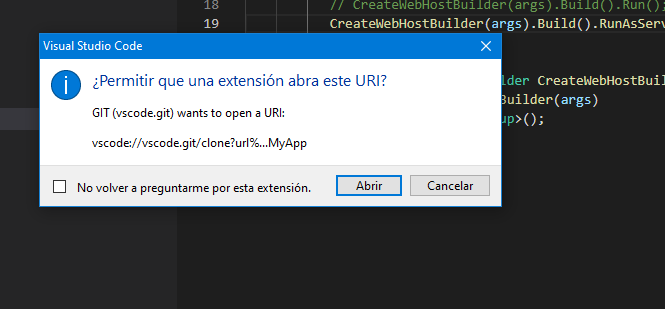 18 // CreateWebHostBuilder(args).Build().Run();
19 CreateWebHostBuilder(args).Build().RunAsSer
Visual Studio Code
¿Permitir que una extensión abra este URI?
GIT (vscode.git) wants to open a URI:
ilder CreateWebHostBuil
Builder(args)
vscode://vscode.git/clone?url%...MyApp
up>();
No volver a preguntarme por esta extensión.
Abrir
Cancelar